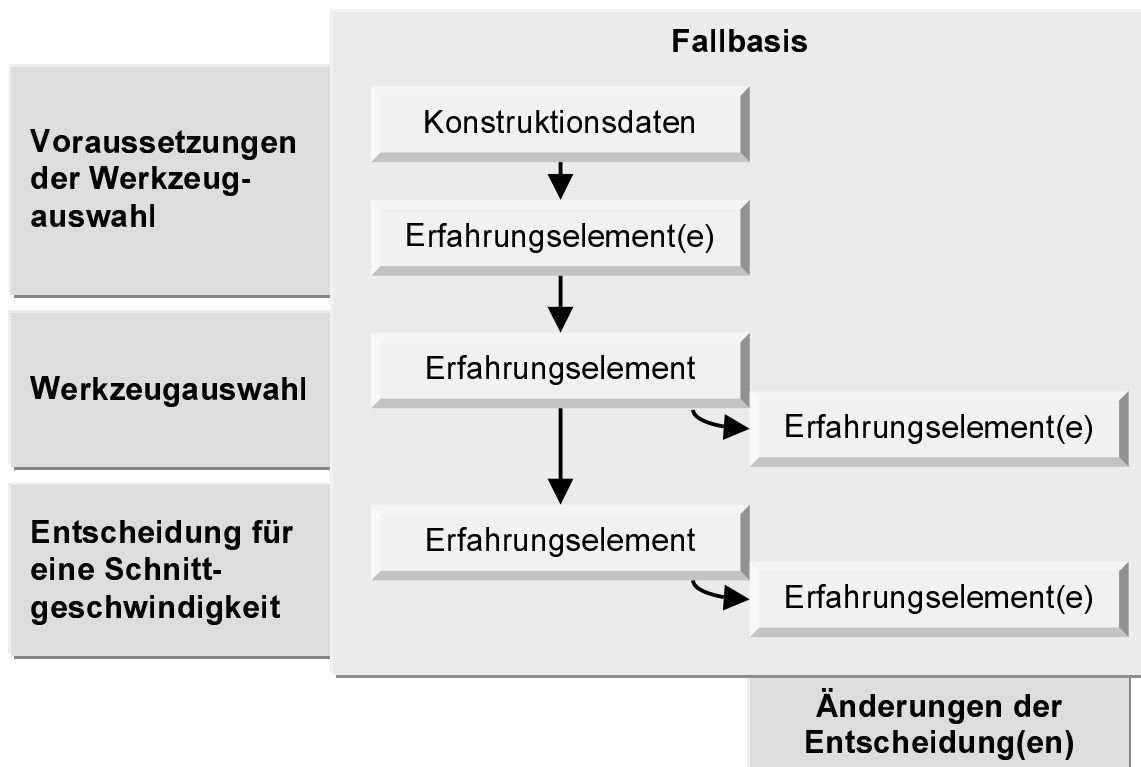 Fallbasis
Voraussetzungen
der Werkzeug-
auswahl
Konstruktionsdaten
Erfahrungselement(e)
Werkzeugauswahl
Erfahrungselement
Erfahrungselement(e)
Entscheidung für
eine Schnitt-
geschwindigkeit
Erfahrungselement
Erfahrungselement(e)
Änderungen der
Entscheidung(en)